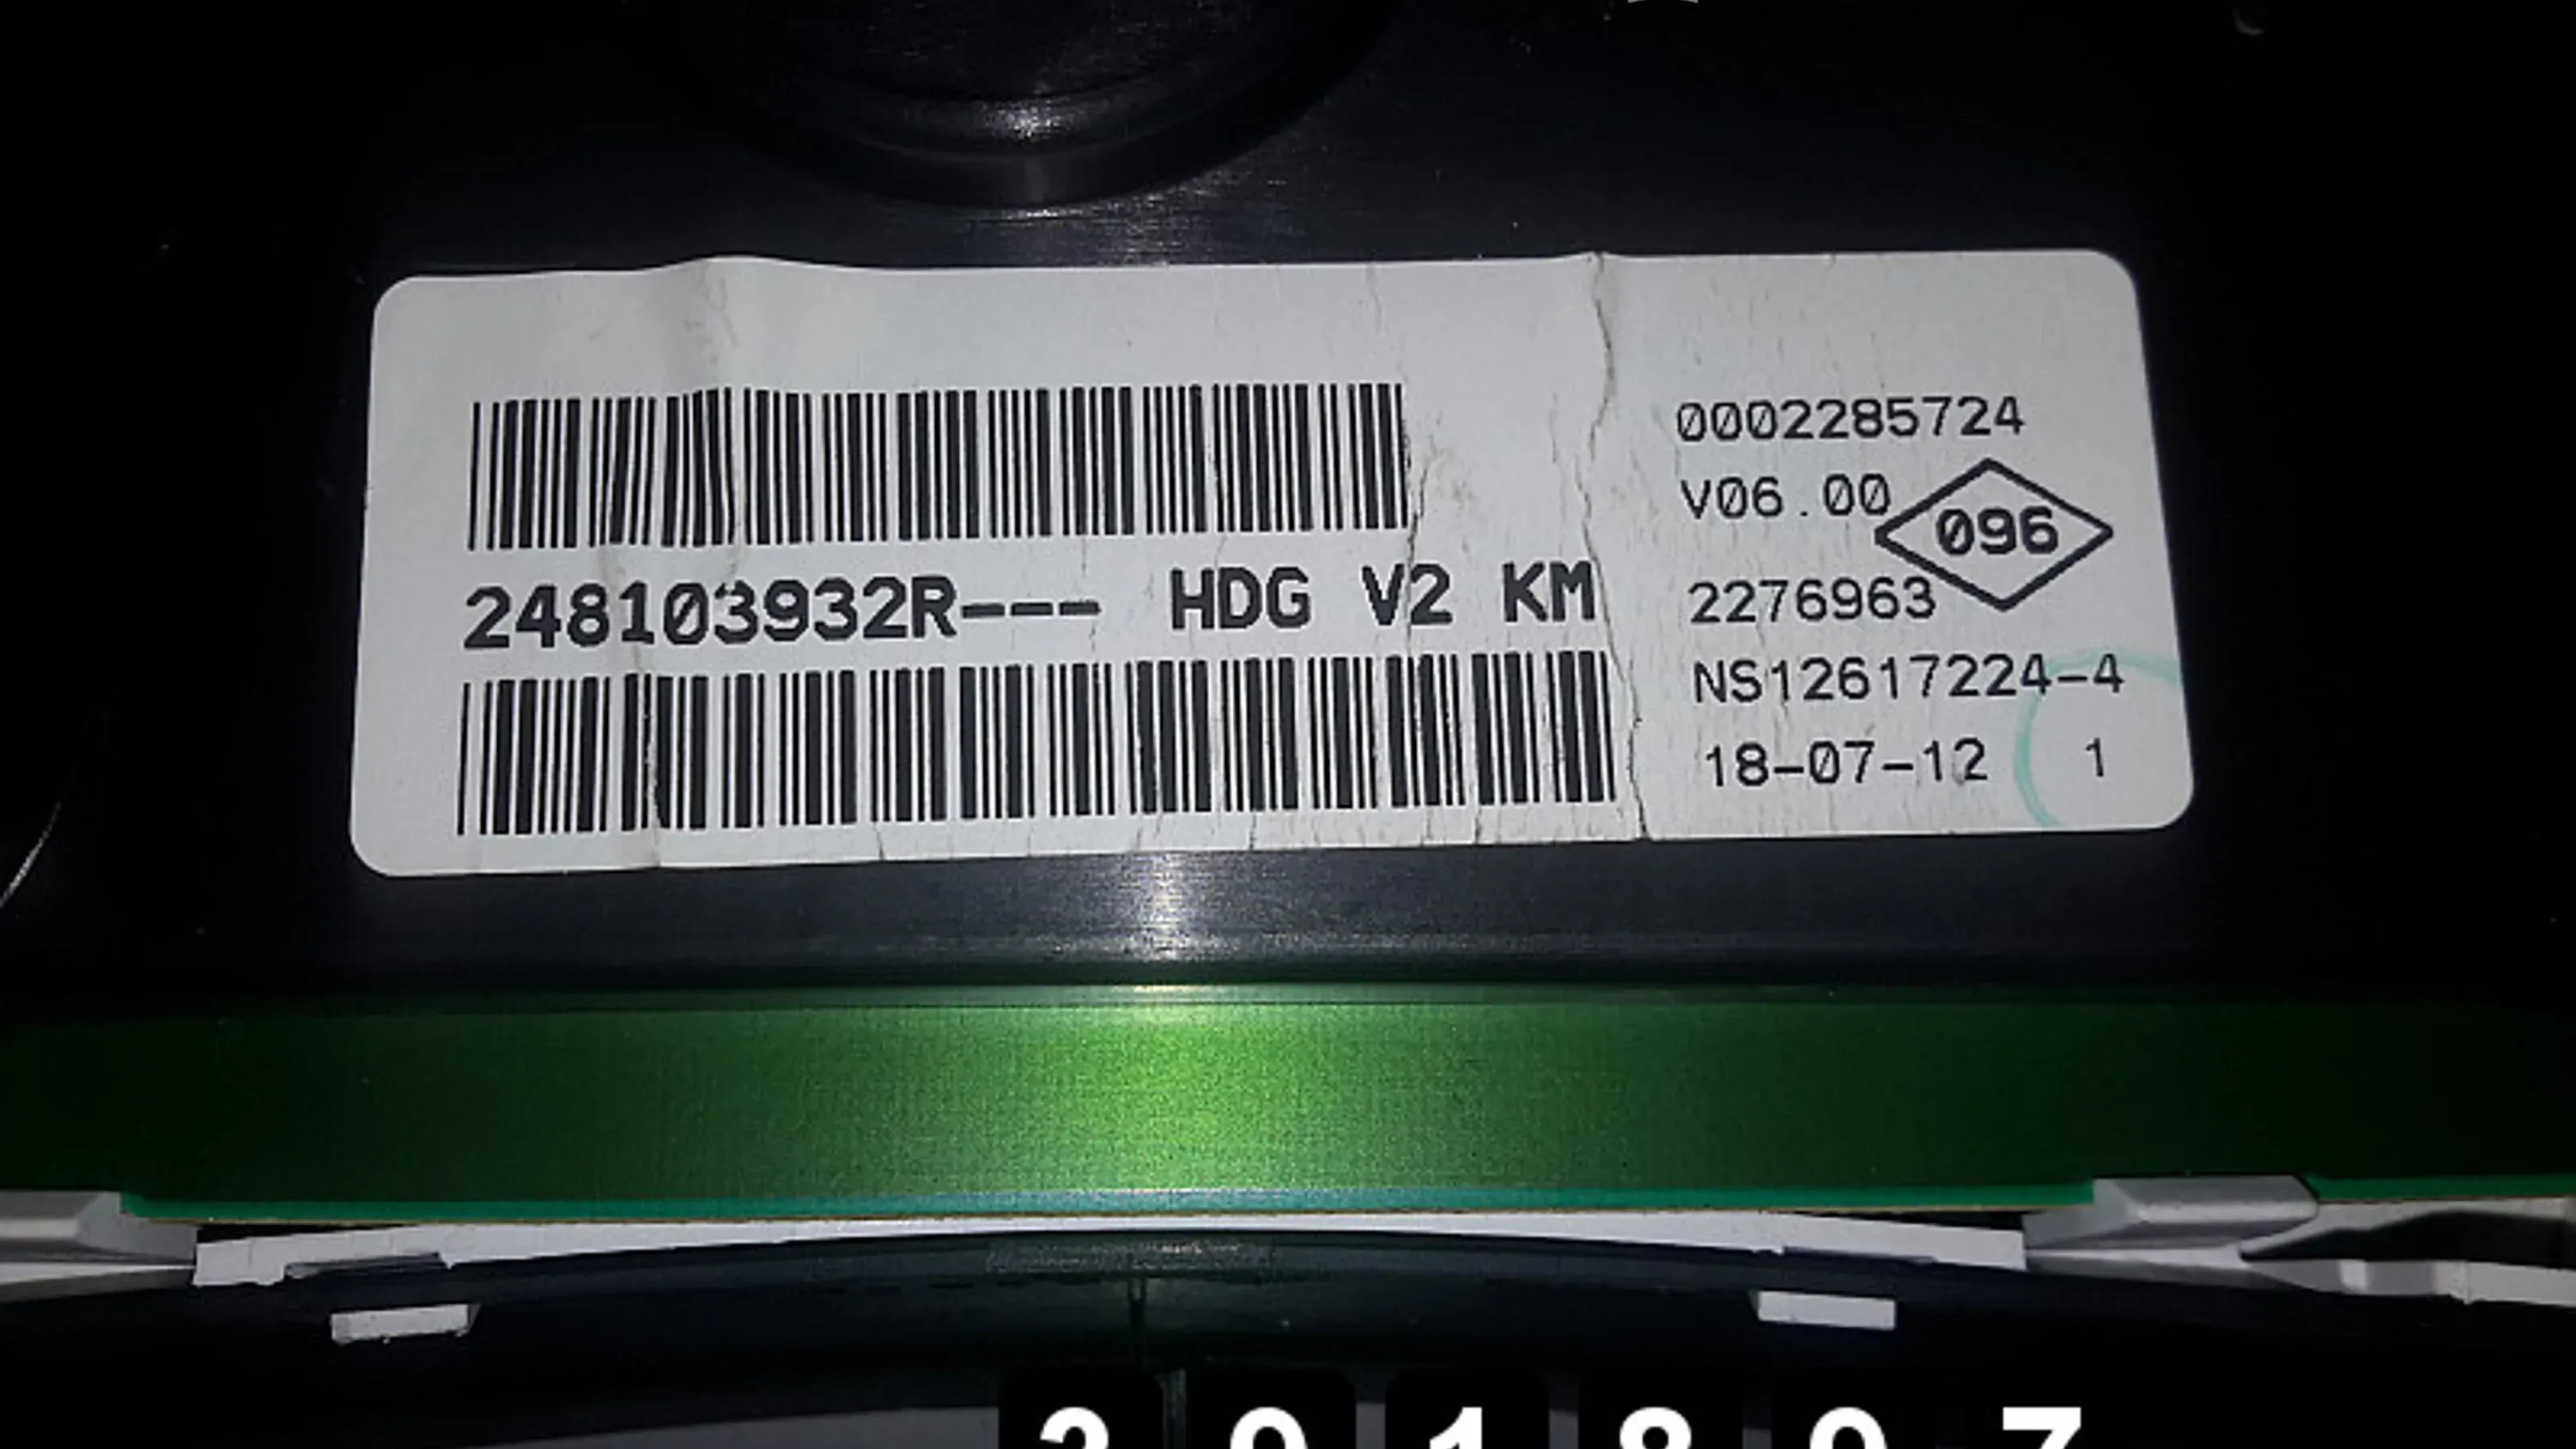 248103932R--- HDG V2 KM
0002285724
V06.00
096
2276963
NS12617224-4
18-07-12 1